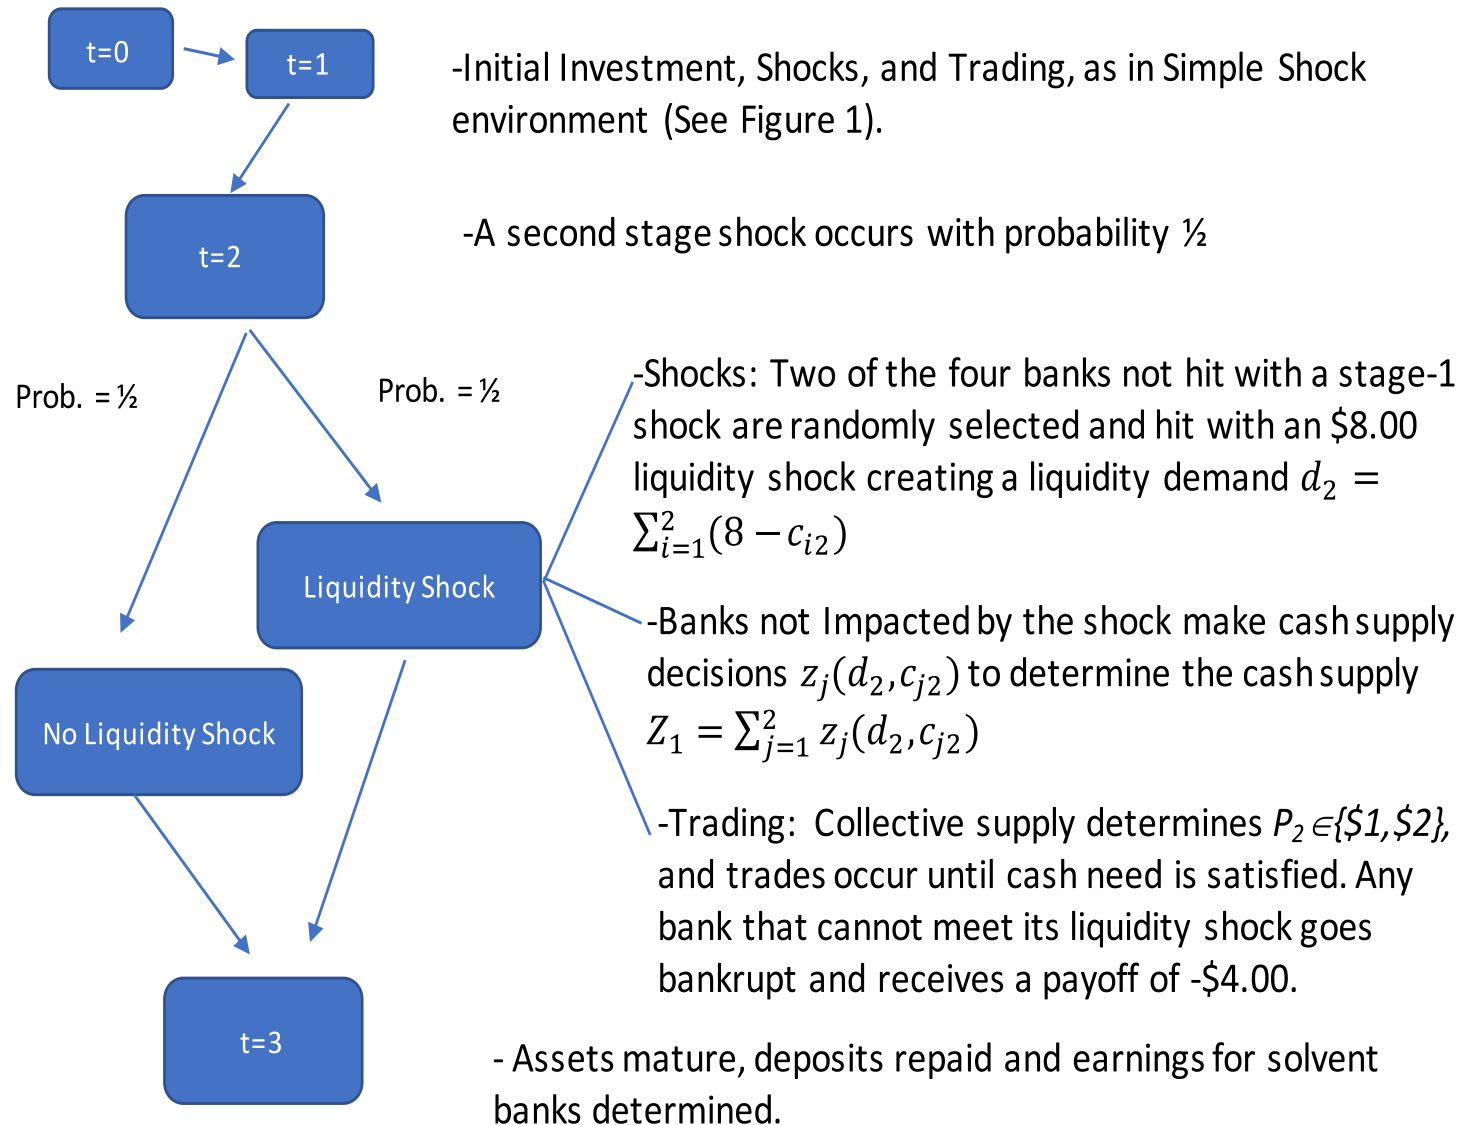 t=0
t=1
-Initial Investment, Shocks, and Trading, as in Simple Shock
environment (See Figure 1).
t=2
-A second stage shock occurs with probability ½
Prob. = ½
Prob. = ½
-Shocks: Two of the four banks not hit with a stage-1
shock are randomly selected and hit with an $8.00
liquidity shock creating a liquidity demand d₂ =
∑²ᵢ₌₁(8 − cᵢ₂)
Liquidity Shock
-Banks not Impacted by the shock make cash supply
decisions zⱼ(d₂,cⱼ₂) to determine the cash supply
Z₁ = ∑²ⱼ₌₁ zⱼ(d₂,cⱼ₂)
No Liquidity Shock
-Trading: Collective supply determines P₂∈{$1,$2},
and trades occur until cash need is satisfied. Any
bank that cannot meet its liquidity shock goes
bankrupt and receives a payoff of -$4.00.
t=3
- Assets mature, deposits repaid and earnings for solvent
banks determined.